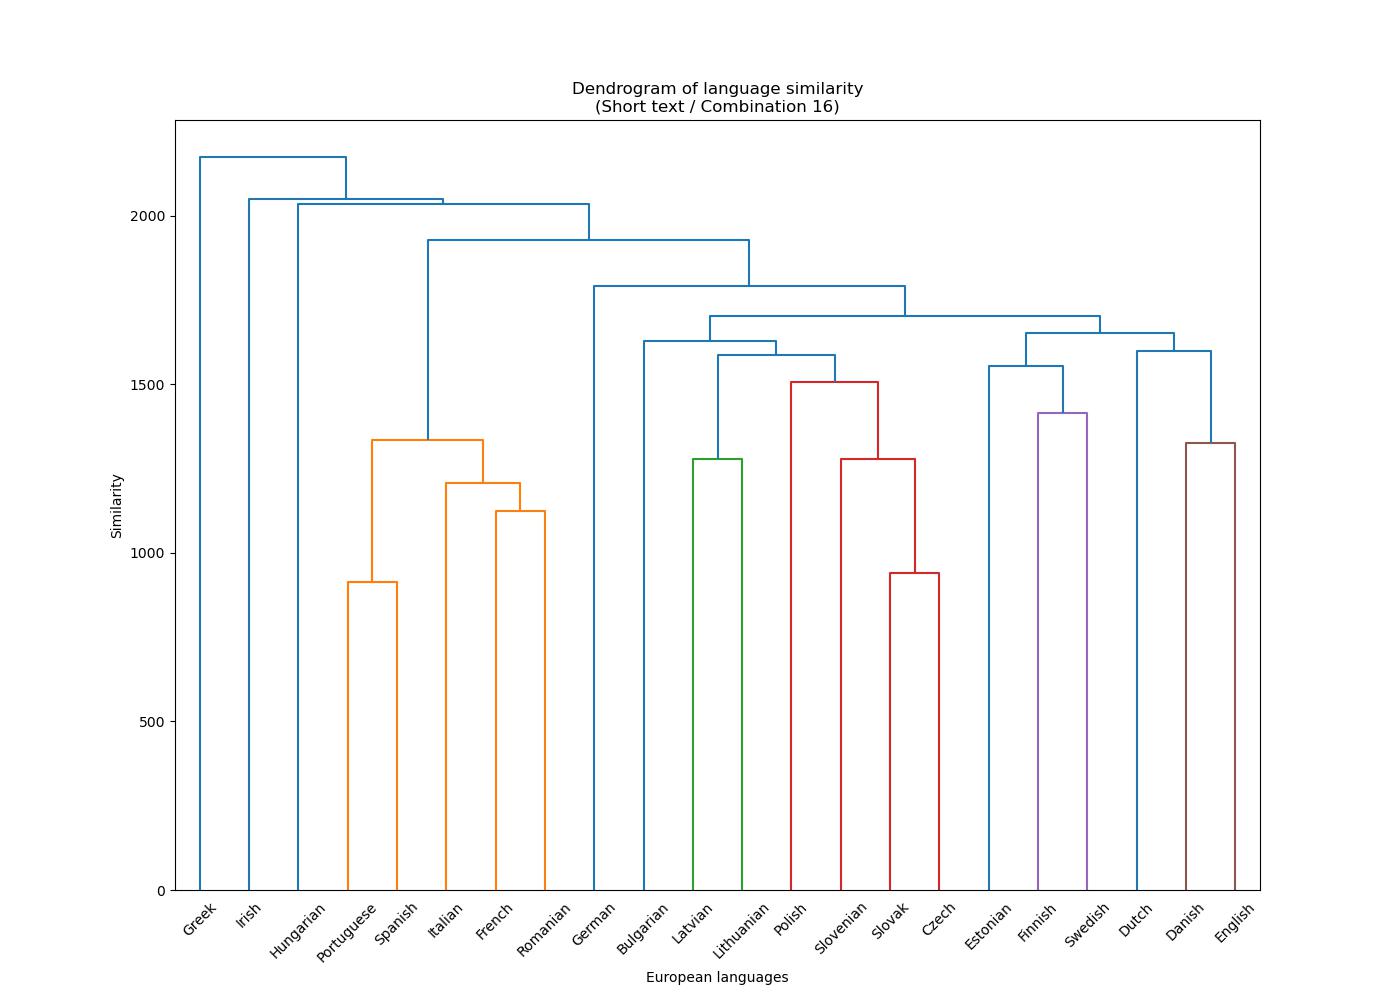 Dendrogram of language similarity
(Short text / Combination 16)
2000
1500
1000
500
0
Similarity
Greek
Irish
Hungarian
Portuguese
Spanish
Italian
French
Romanian
German
Bulgarian
Latvian
Lithuanian
Polish
Slovenian
Slovak
Czech
Estonian
Finnish
Swedish
Dutch
Danish
English
European languages